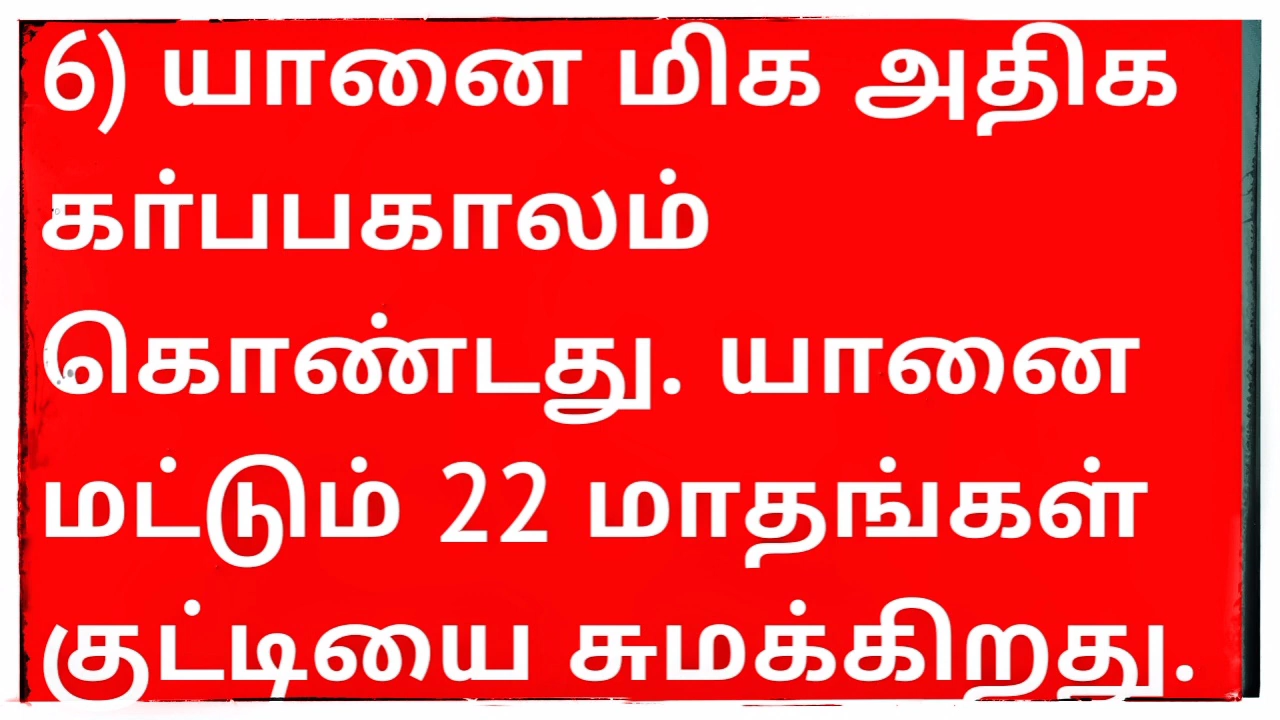 6) யானை மிக அதிக
கர்பபகாலம்
கொண்டது. யானை
மட்டும் 22 மாதங்கள்
குட்டியை சுமக்கிறது.